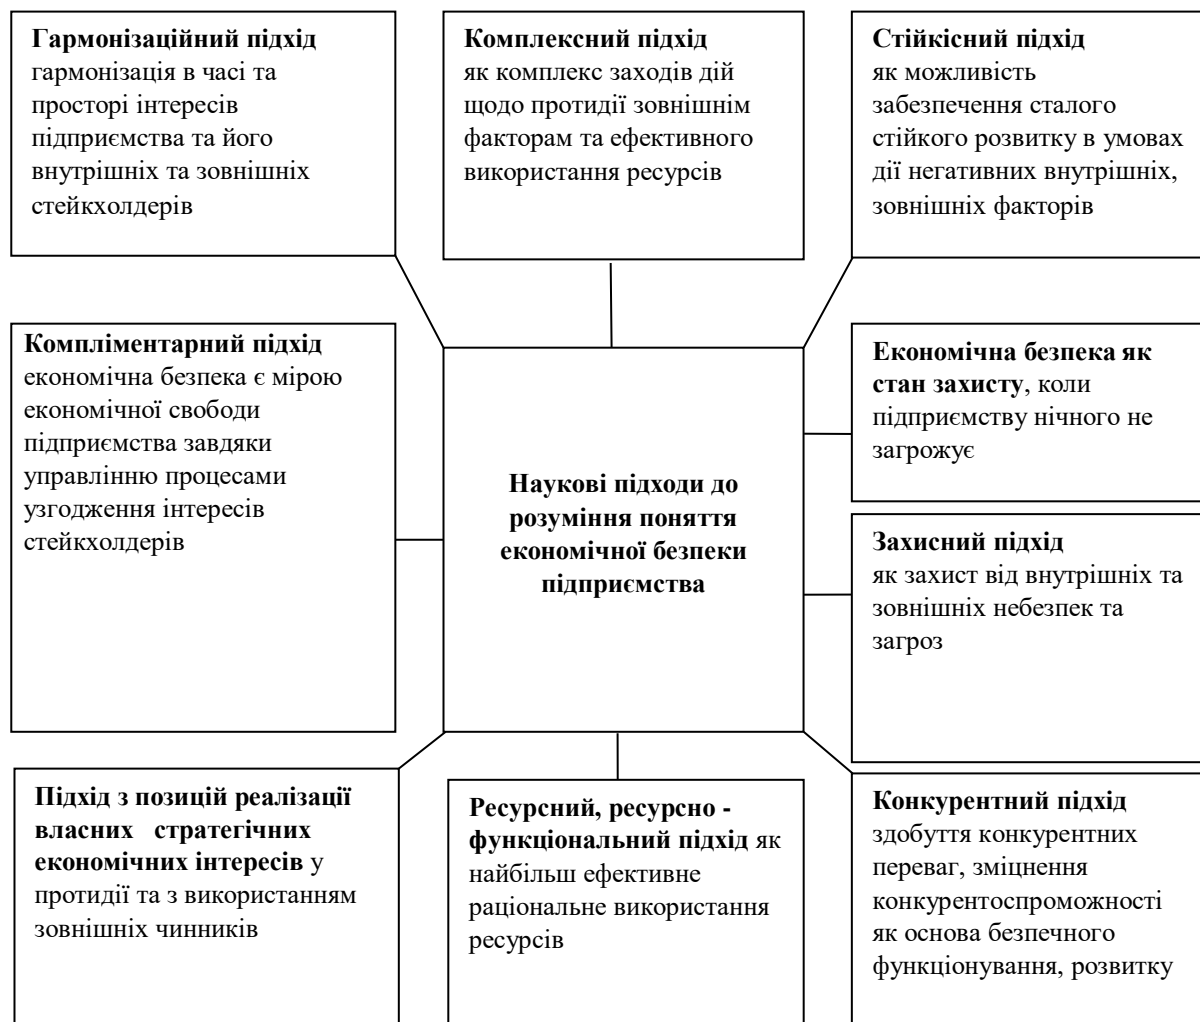 Гармонізаційний підхід
гармонізація в часі та
просторі інтересів
підприємства та його
внутрішніх та зовнішніх
стейкхолдерів
Комплексний підхід
як комплекс заходів дій
щодо протидії зовнішнім
факторам та ефективного
використання ресурсів
Стійкісний підхід
як можливість
забезпечення сталого
стійкого розвитку в умовах
дії негативних внутрішніх,
зовнішніх факторів
Компліментарний підхід
економічна безпека є мірою
економічної свободи
підприємства завдяки
управлінню процесами
узгодження інтересів
стейкхолдерів
Наукові підходи до
розуміння поняття
економічної безпеки
підприємства
Економічна безпека як
стан захисту, коли
підприємству нічного не
загрожує
Захисний підхід
як захист від внутрішніх та
зовнішніх небезпек та
загроз
Підхід з позицій реалізації
власних стратегічних
економічних інтересів у
протидії та з використанням
зовнішніх чинників
Ресурсний, ресурсно -
функціональний підхід як
найбільш ефективне
раціональне використання
ресурсів
Конкурентний підхід
здобуття конкурентних
переваг, зміцнення
конкурентоспроможності
як основа безпечного
функціонування, розвитку